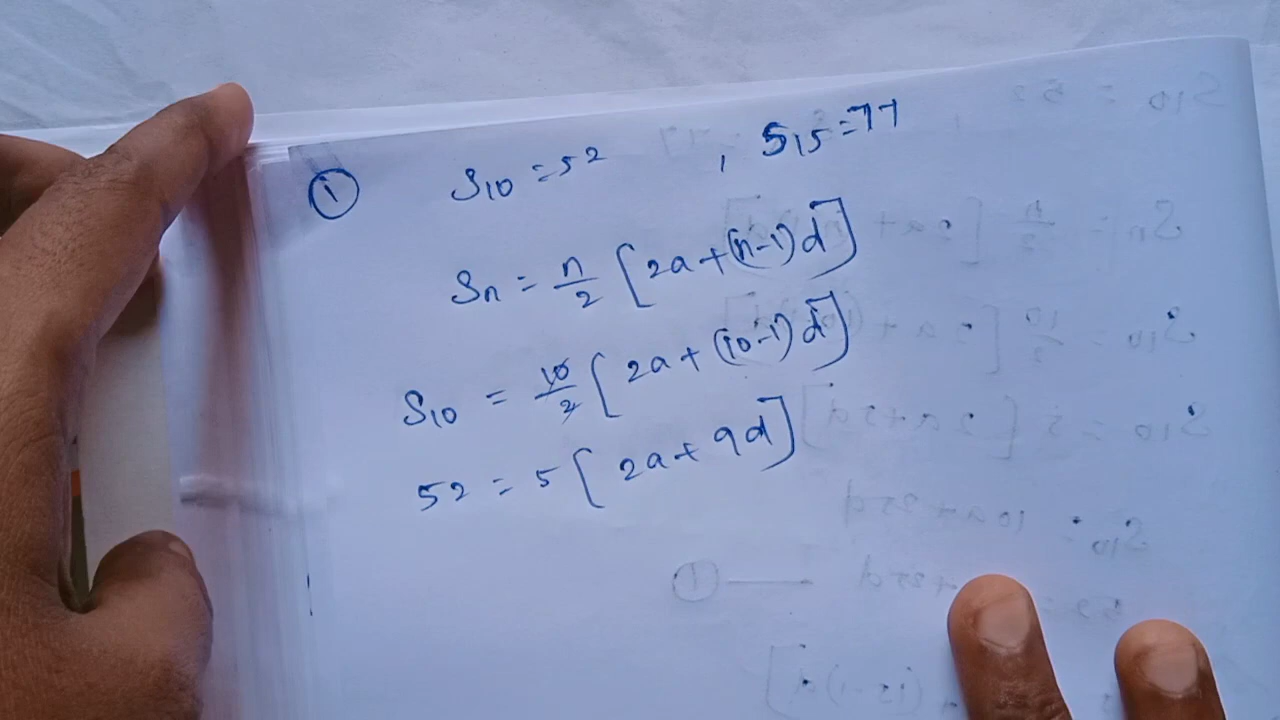 ① S10 = 52 , S15 = 77
Sn = n/2 [2a + (n-1) d]
S10 = 10/2 [2a + (10-1) d]
52 = 5 [2a + 9d]